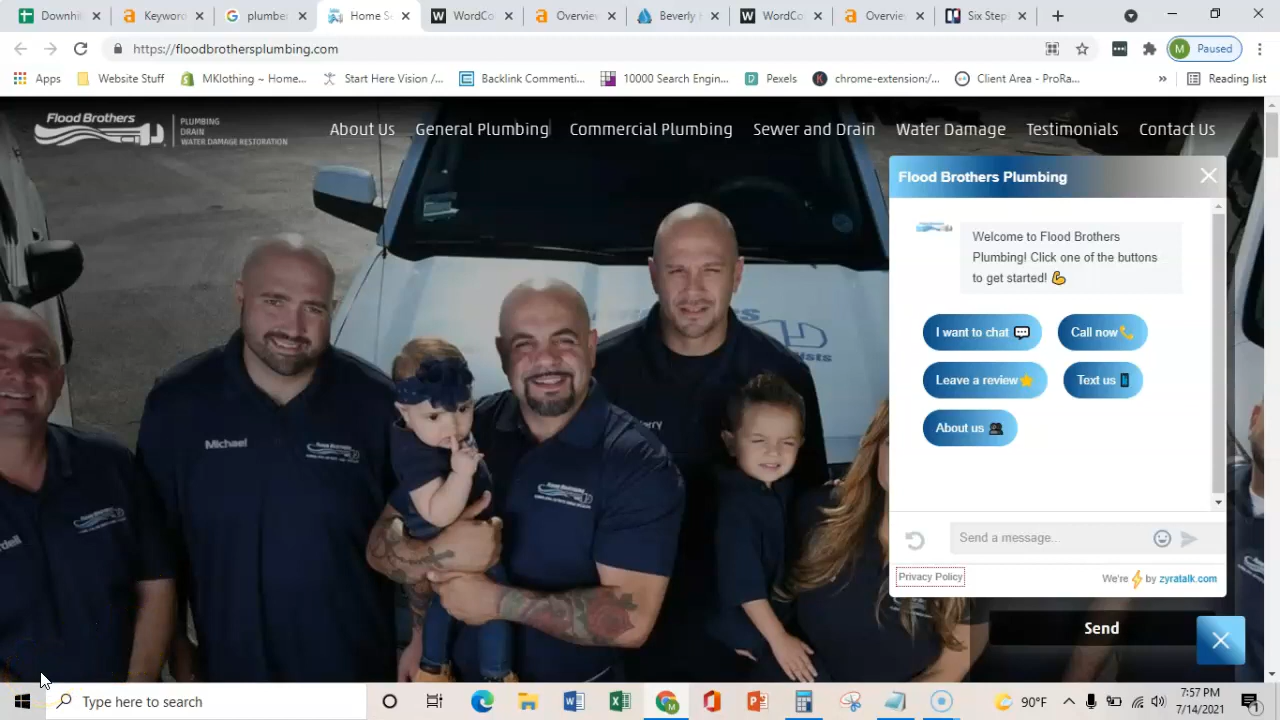 Downhil
Keyword
plumber
Home Se
WordCo
Overvie
Beverly H
WordCo
Overvie
Six Step
https://floodbrothersplumbing.com
M Paused
Apps
Website Stuff
MKlothing ~ Home...
Start Here Vision /...
Backlink Commenti...
10000 Search Engin...
Pexels
chrome-extension:/...
Client Area - ProRa...
»
Reading list
Flood Brothers
PLUMBING
DRAIN
WATER DAMAGE RESTORATION
About Us
General Plumbing
Commercial Plumbing
Sewer and Drain
Water Damage
Testimonials
Contact Us
Flood Brothers Plumbing
Welcome to Flood Brothers
Plumbing! Click one of the buttons
to get started! 💪
I want to chat 💬
Call now 📞
Leave a review ⭐
Text us 📱
About us 👥
Send a message...
Privacy Policy
We're ⚡ by zyratalk.com
Send
Michael
Flood Brothers
Type here to search
90°F
7:57 PM
7/14/2021